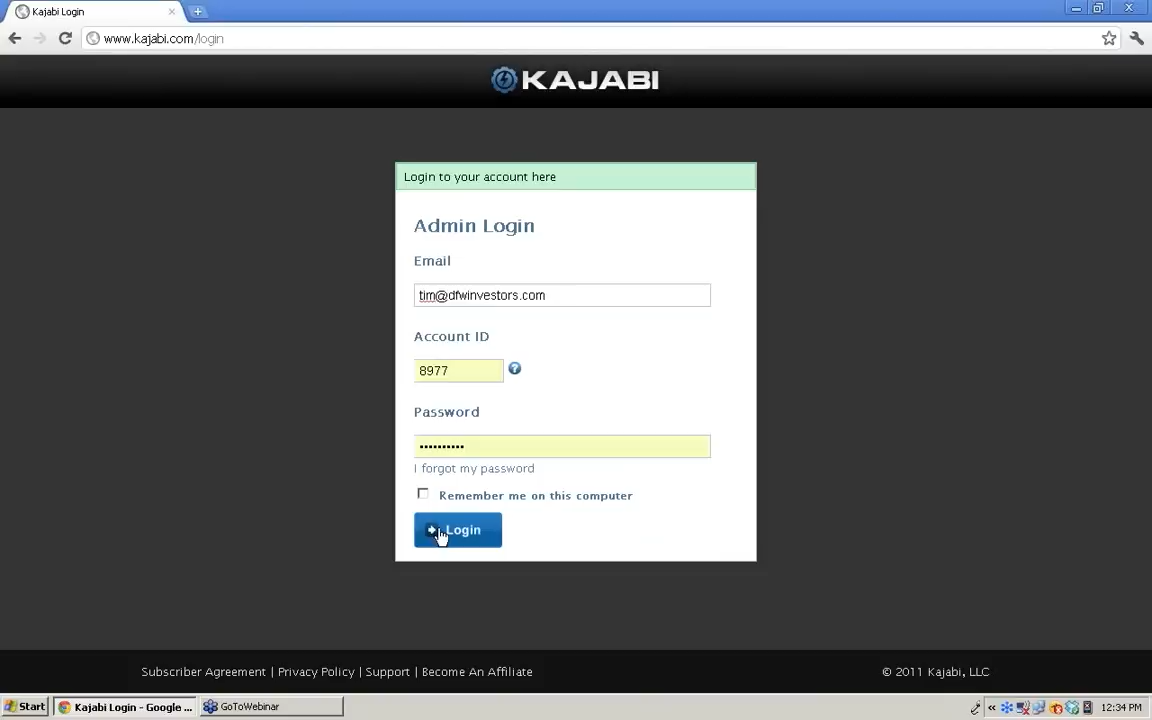 Kajabi Login
www.kajabi.com/login
KAJABI
Login to your account here
Admin Login
Email
tim@dfwinvestors.com
Account ID
8977
Password
••••••••••
I forgot my password
Remember me on this computer
Login
Subscriber Agreement | Privacy Policy | Support | Become An Affiliate
© 2011 Kajabi, LLC
Start
Kajabi Login - Google ...
GoToWebinar
12:34 PM